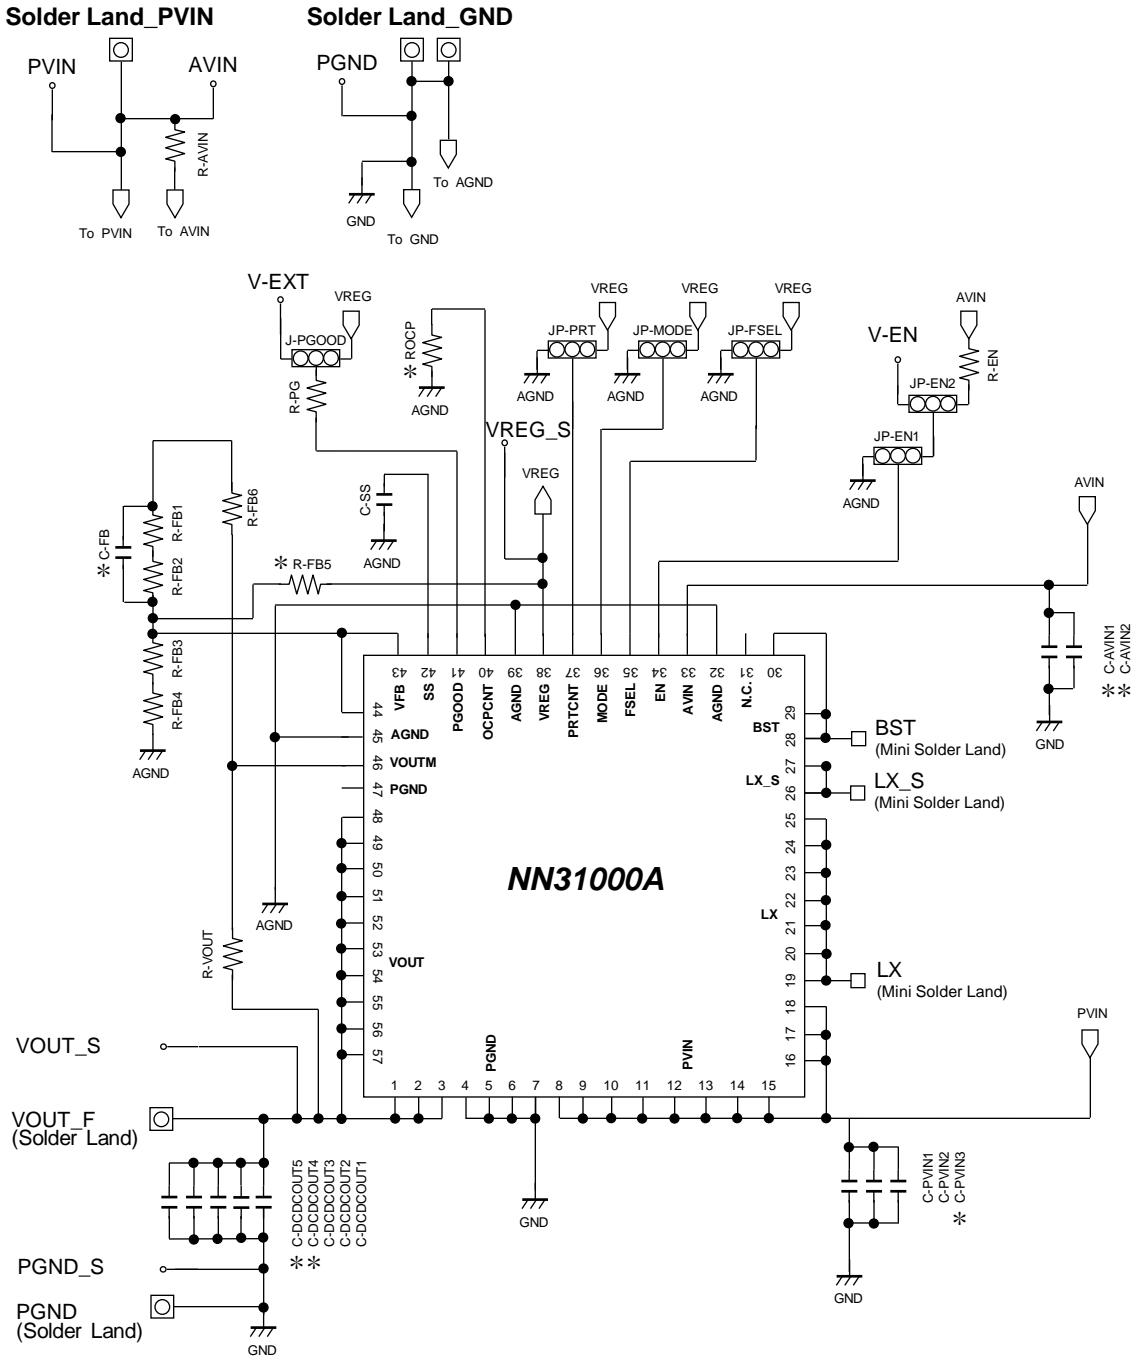 Solder Land_PVIN
Solder Land_GND
PVIN
AVIN
PGND
R-AVIN
To PVIN
To AVIN
GND
To AGND
To GND
V-EXT
VREG
J-PGOOD
R-PG
* ROCP
AGND
VREG
JP-PRT
AGND
VREG
JP-MODE
AGND
VREG
JP-FSEL
AGND
AVIN
V-EN
R-EN
JP-EN2
JP-EN1
AGND
VREG_S
VREG
AVIN
C-SS
AGND
R-FB6
R-FB1
* C-FB
R-FB2
* R-FB5
R-FB3
R-FB4
AGND
* C-AVIN1
* C-AVIN2
GND
43 42 41 40 39 38 37 36 35 34 33 32 31 30
VFB
SS
PGOOD
OCPCNT
AGND
VREG
PRTCNT
MODE
FSEL
EN
AVIN
AGND
N.C.
44
45 AGND
46 VOUTM
47 PGND
48
49
50
51
52
53
VOUT
54
55
56
57
29
BST
28
27
LX_S
26
25
24
23
22
LX
21
20
19
18
17
16
BST
(Mini Solder Land)
LX_S
(Mini Solder Land)
LX
(Mini Solder Land)
NN31000A
AGND
R-VOUT
PVIN
VOUT_S
PGND
PVIN
1 2 3 4 5 6 7 8 9 10 11 12 13 14 15
VOUT_F
(Solder Land)
* C-DCDCOUT5
* C-DCDCOUT4
C-DCDCOUT3
C-DCDCOUT2
C-DCDCOUT1
GND
C-PVIN1
C-PVIN2
* C-PVIN3
GND
PGND_S
PGND
(Solder Land)
GND